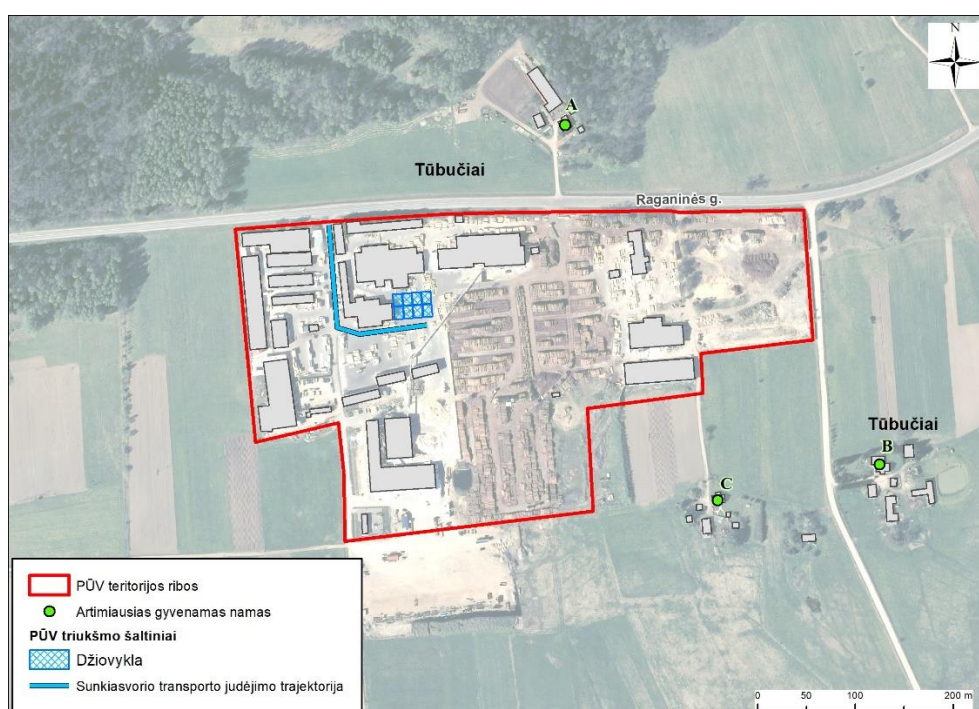 N
A
Tūbučiai
Raganinės g.
Tūbučiai
B
C
PŪV teritorijos ribos
Artimiausias gyvenamas namas
PŪV triukšmo šaltiniai
Džiovykla
Sunkiasvorio transporto judėjimo trajektorija
0 50 100 200 m